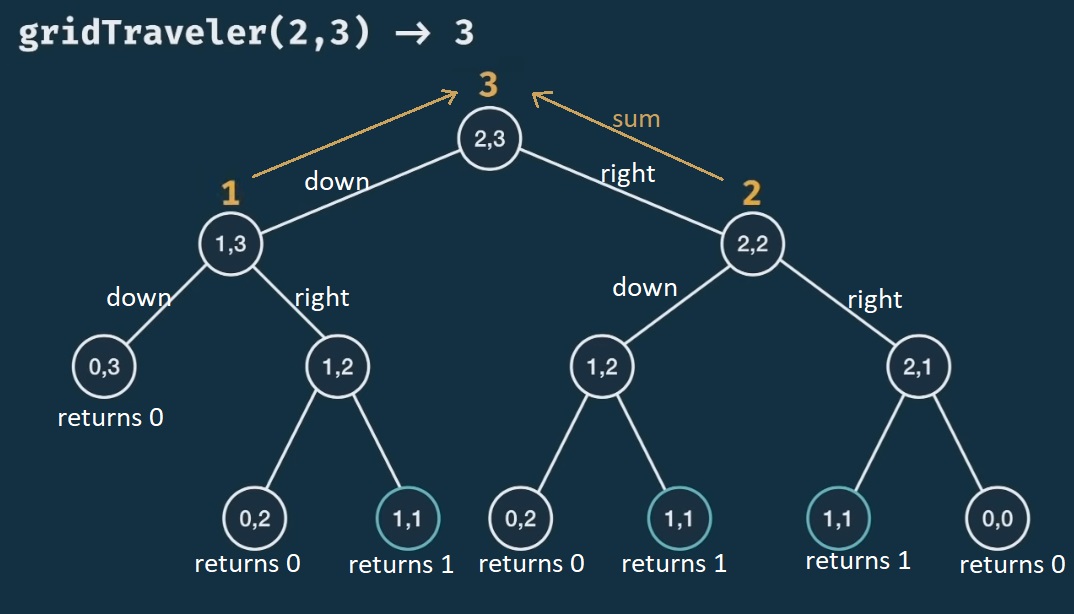 gridTraveler(2,3) → 3
3
sum
2,3
down
right
1
2
1,3
2,2
down
right
down
right
0,3
1,2
1,2
2,1
returns 0
0,2
1,1
0,2
1,1
1,1
0,0
returns 0
returns 1
returns 0
returns 1
returns 1
returns 0